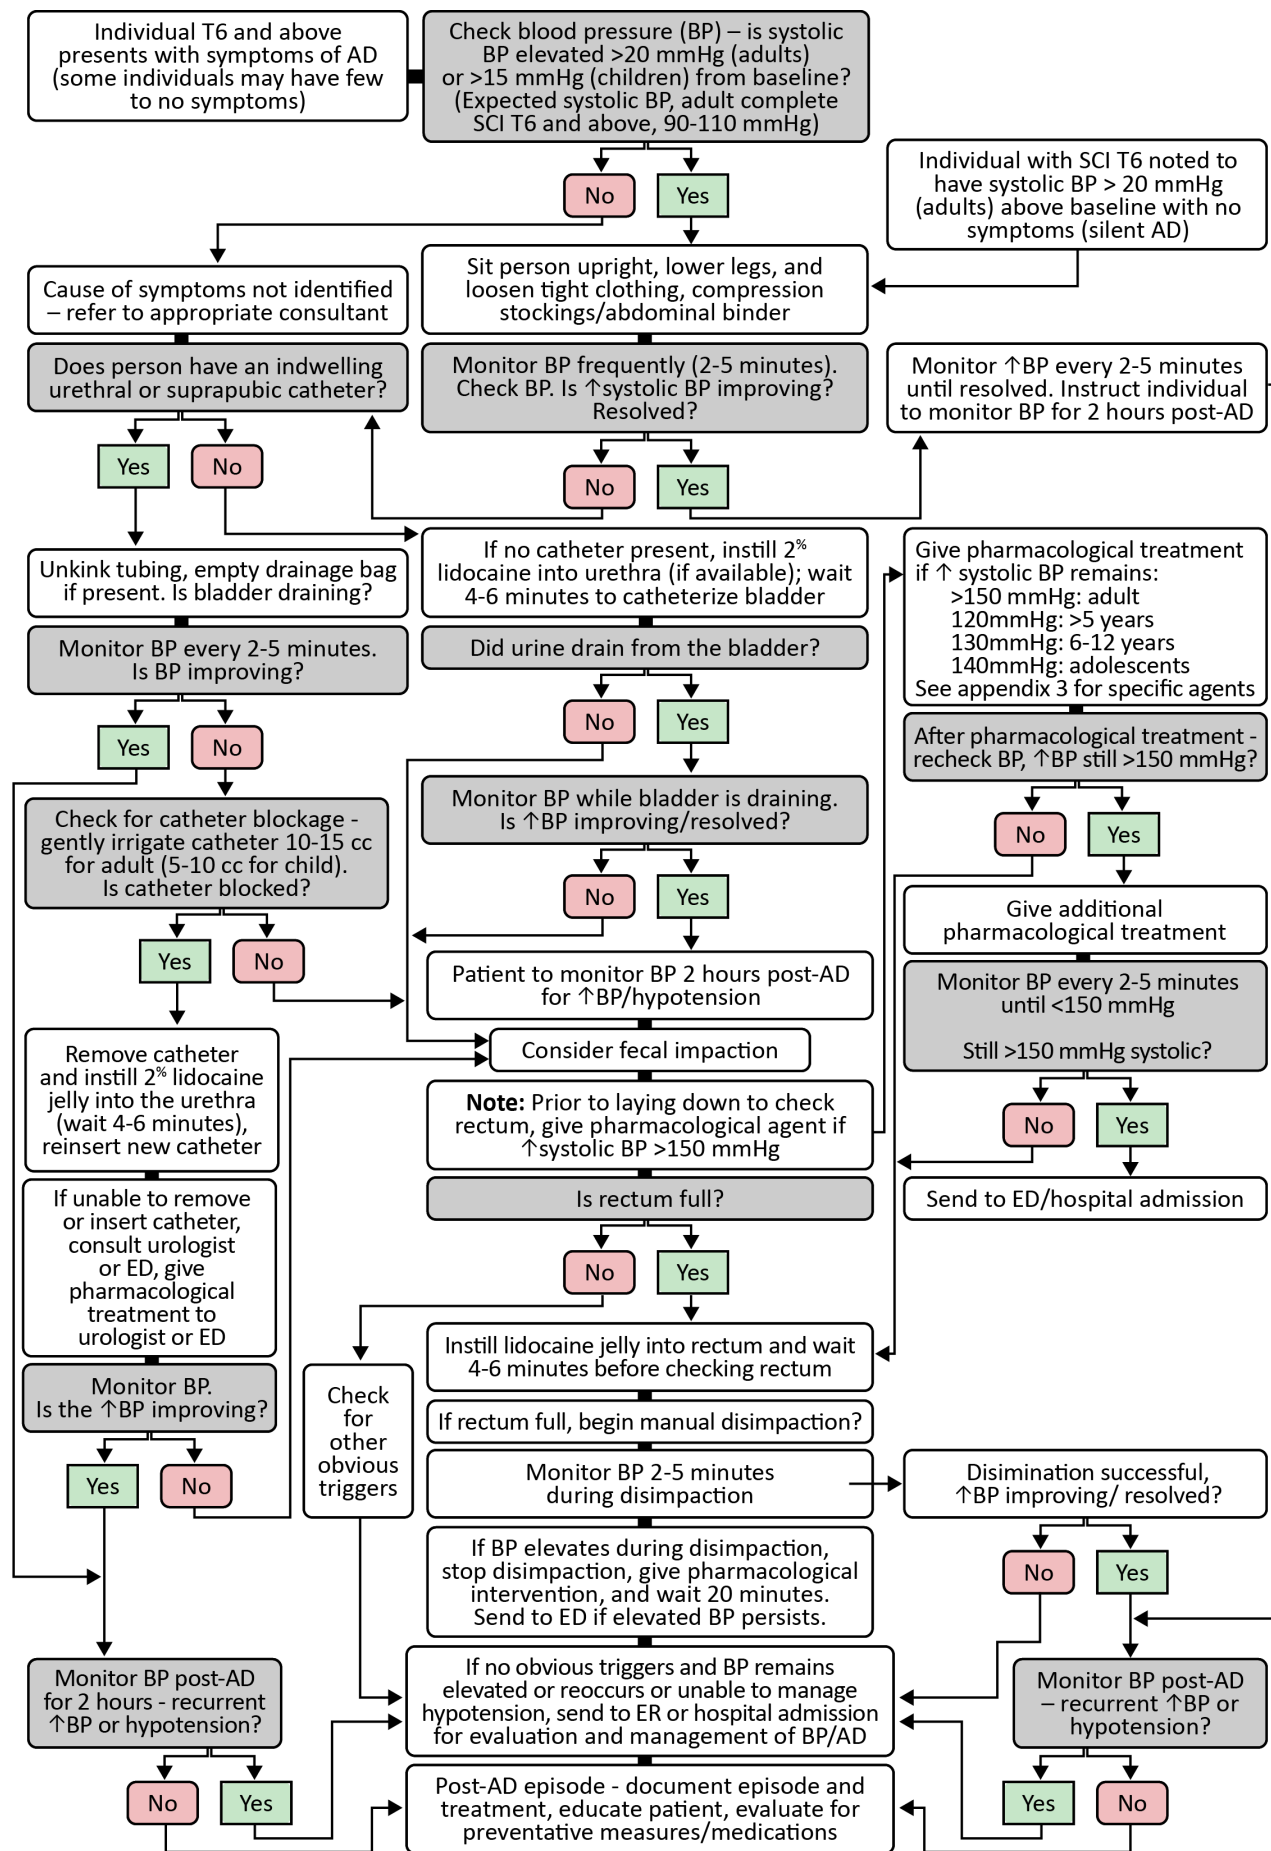 Individual T6 and above
presents with symptoms of AD
(some individuals may have few
to no symptoms)
Check blood pressure (BP) – is systolic
BP elevated >20 mmHg (adults)
or >15 mmHg (children) from baseline?
(Expected systolic BP, adult complete
SCI T6 and above, 90-110 mmHg)
No
Yes
Individual with SCI T6 noted to
have systolic BP > 20 mmHg
(adults) above baseline with no
symptoms (silent AD)
Cause of symptoms not identified
– refer to appropriate consultant
Sit person upright, lower legs, and
loosen tight clothing, compression
stockings/abdominal binder
Does person have an indwelling
urethral or suprapubic catheter?
Monitor BP frequently (2-5 minutes).
Check BP. Is ↑systolic BP improving?
Resolved?
Monitor ↑BP every 2-5 minutes
until resolved. Instruct individual
to monitor BP for 2 hours post-AD
Yes
No
No
Yes
Unkink tubing, empty drainage bag
if present. Is bladder draining?
If no catheter present, instill 2%
lidocaine into urethra (if available); wait
4-6 minutes to catheterize bladder
Give pharmacological treatment
if ↑ systolic BP remains:
>150 mmHg: adult
120mmHg: >5 years
130mmHg: 6-12 years
140mmHg: adolescents
See appendix 3 for specific agents
Monitor BP every 2-5 minutes.
Is BP improving?
Did urine drain from the bladder?
Yes
No
No
Yes
After pharmacological treatment -
recheck BP, ↑BP still >150 mmHg?
No
Yes
Check for catheter blockage -
gently irrigate catheter 10-15 cc
for adult (5-10 cc for child).
Is catheter blocked?
Monitor BP while bladder is draining.
Is ↑BP improving/resolved?
No
Yes
Give additional
pharmacological treatment
Yes
No
Patient to monitor BP 2 hours post-AD
for ↑BP/hypotension
Monitor BP every 2-5 minutes
until <150 mmHg
Still >150 mmHg systolic?
Consider fecal impaction
Remove catheter
and instill 2% lidocaine
jelly into the urethra
(wait 4-6 minutes),
reinsert new catheter
Note: Prior to laying down to check
rectum, give pharmacological agent if
↑systolic BP >150 mmHg
No
Yes
Send to ED/hospital admission
If unable to remove
or insert catheter,
consult urologist
or ED, give
pharmacological
treatment to
urologist or ED
Is rectum full?
No
Yes
Instill lidocaine jelly into rectum and wait
4-6 minutes before checking rectum
Monitor BP.
Is the ↑BP improving?
Check
for
other
obvious
triggers
If rectum full, begin manual disimpaction?
Yes
No
Monitor BP 2-5 minutes
during disimpaction
Disimination successful,
↑BP improving/ resolved?
If BP elevates during disimpaction,
stop disimpaction, give pharmacological
intervention, and wait 20 minutes.
Send to ED if elevated BP persists.
No
Yes
Monitor BP post-AD
for 2 hours - recurrent
↑BP or hypotension?
If no obvious triggers and BP remains
elevated or reoccurs or unable to manage
hypotension, send to ER or hospital admission
for evaluation and management of BP/AD
Monitor BP post-AD
– recurrent ↑BP or
hypotension?
No
Yes
Post-AD episode - document episode and
treatment, educate patient, evaluate for
preventative measures/medications
Yes
No